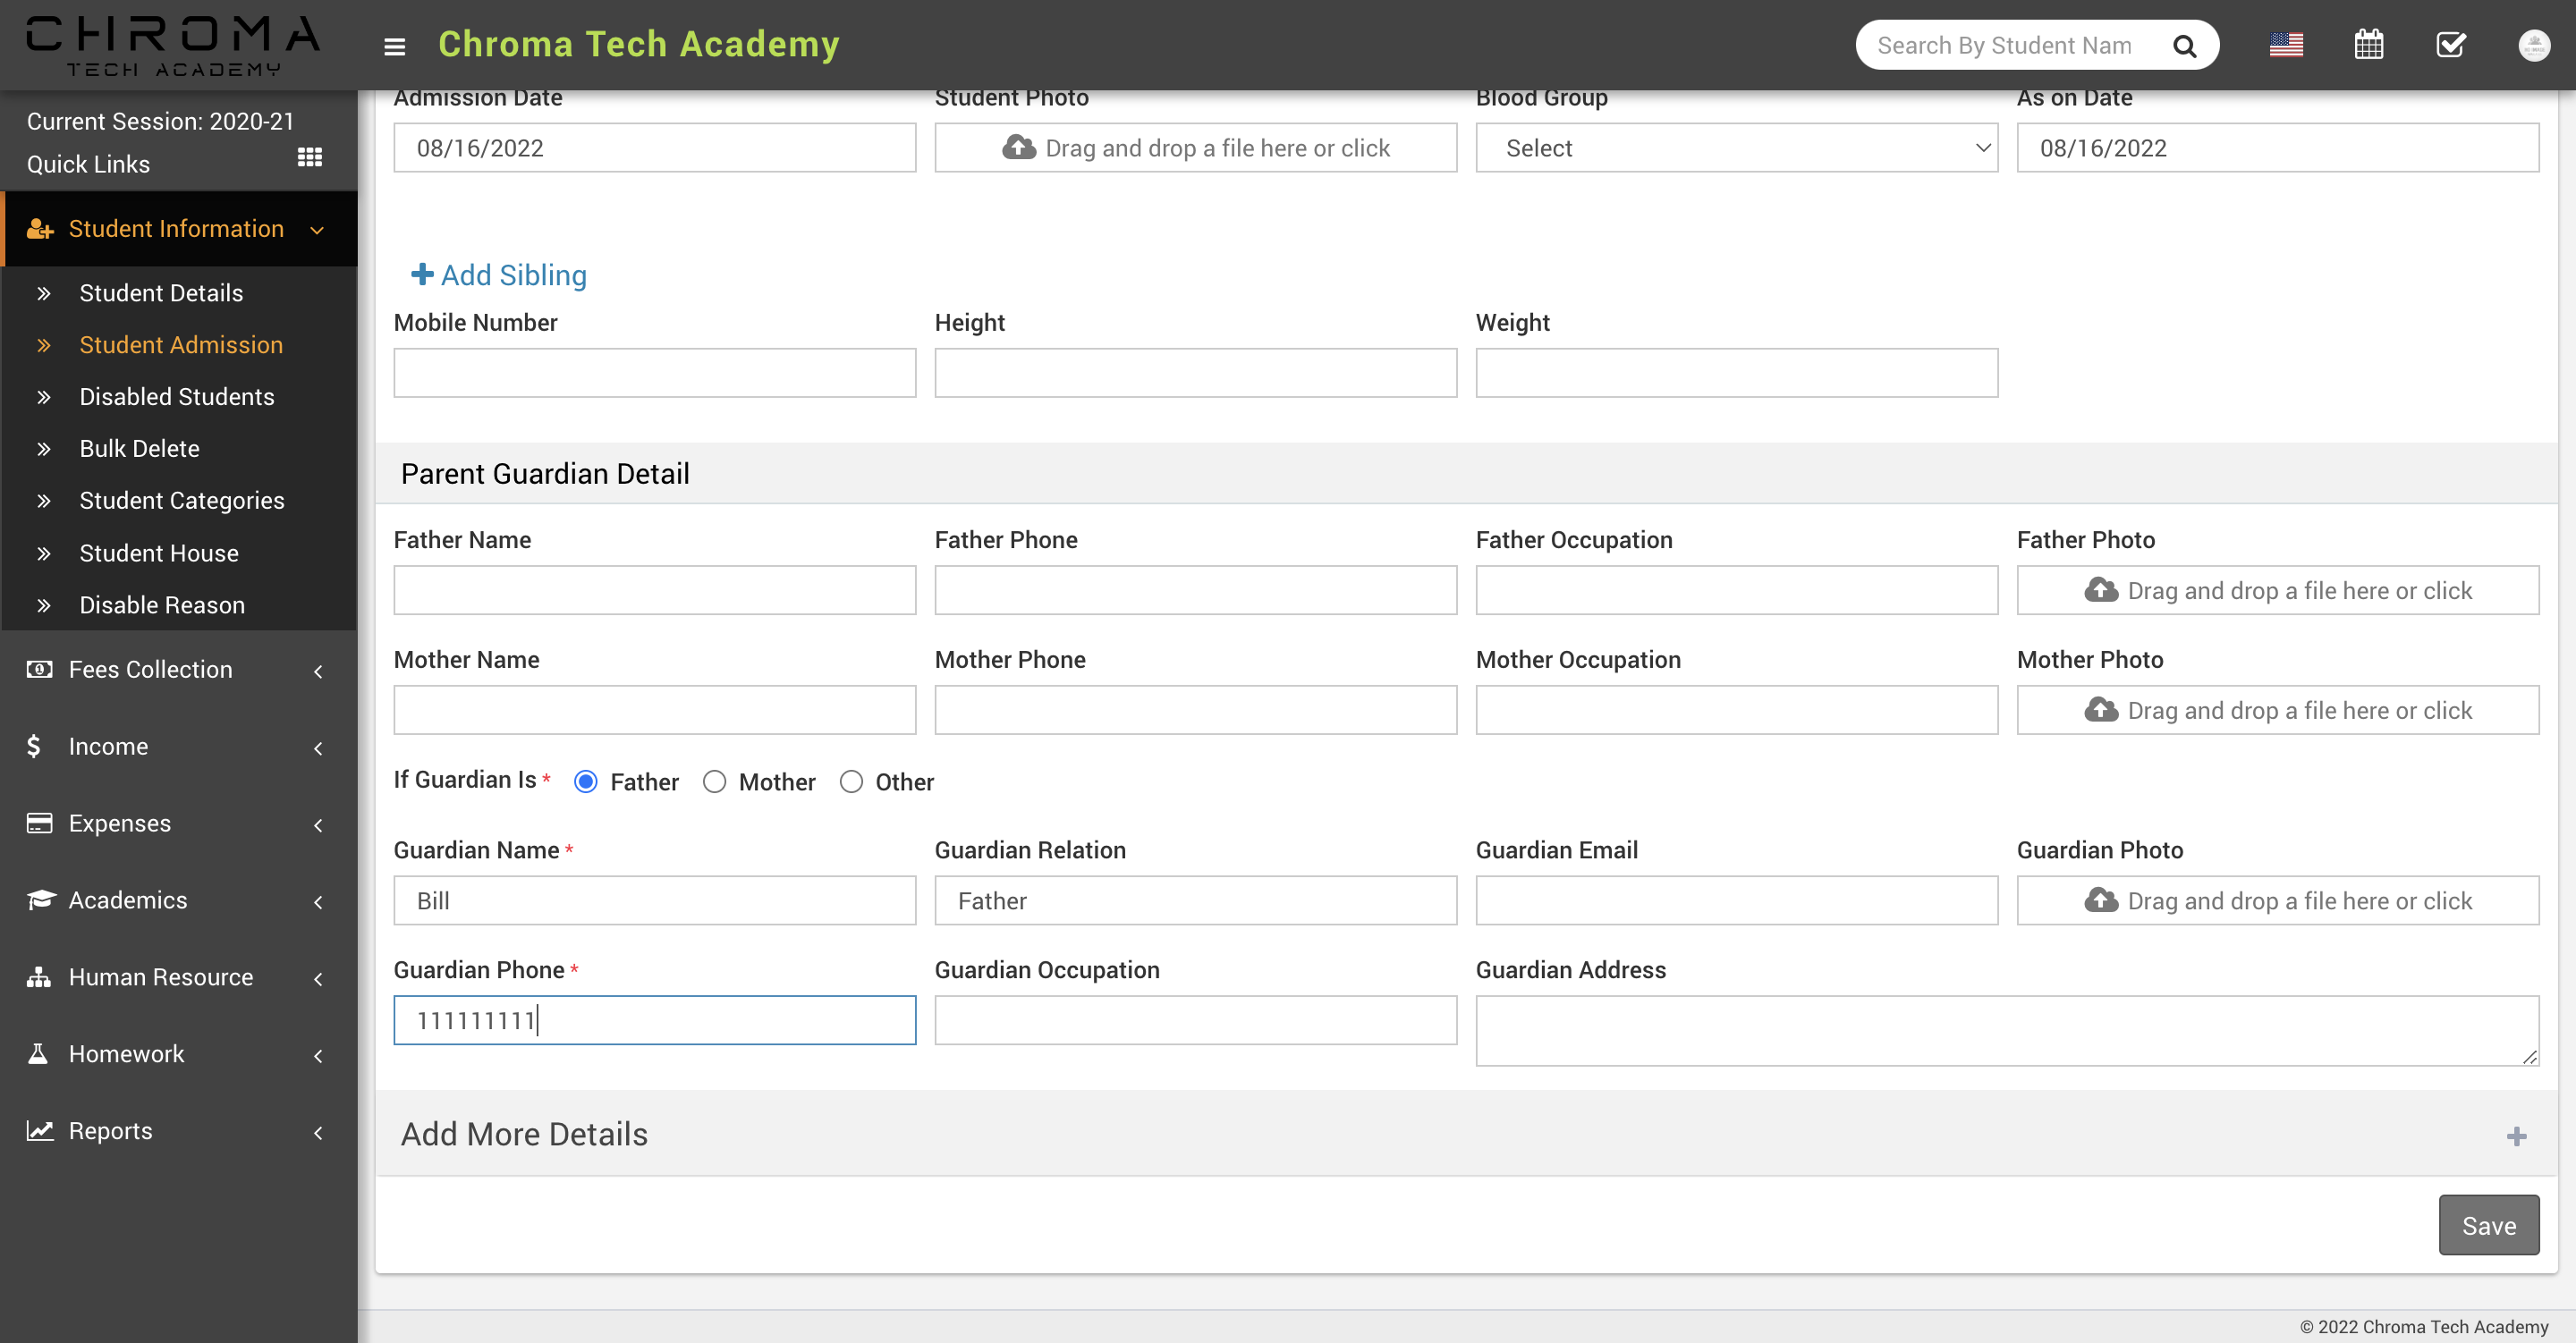 CHROMA
TECH ACADEMY
Chroma Tech Academy
Search By Student Nam
Current Session: 2020-21
Quick Links
Student Information
Student Details
Student Admission
Disabled Students
Bulk Delete
Student Categories
Student House
Disable Reason
Fees Collection
Income
Expenses
Academics
Human Resource
Homework
Reports
Admission Date Student Photo Blood Group As on Date
08/16/2022 Drag and drop a file here or click Select 08/16/2022
Add Sibling
Mobile Number Height Weight
Parent Guardian Detail
Father Name Father Phone Father Occupation Father Photo
Drag and drop a file here or click
Mother Name Mother Phone Mother Occupation Mother Photo
Drag and drop a file here or click
If Guardian Is * Father Mother Other
Guardian Name * Guardian Relation Guardian Email Guardian Photo
Bill Father Drag and drop a file here or click
Guardian Phone * Guardian Occupation Guardian Address
111111111
Add More Details
Save
© 2022 Chroma Tech Academy